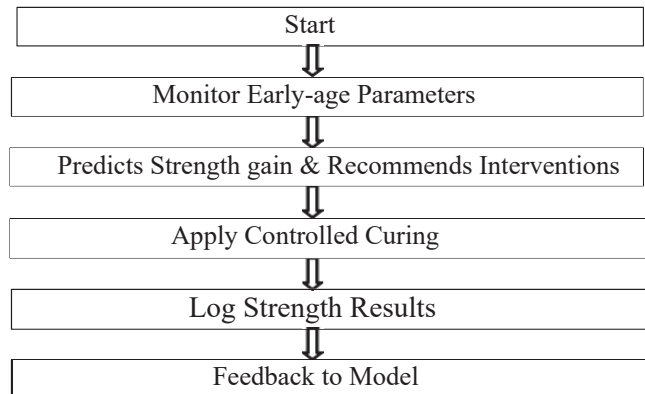 Start
Monitor Early-age Parameters
Predicts Strength gain & Recommends Interventions
Apply Controlled Curing
Log Strength Results
Feedback to Model